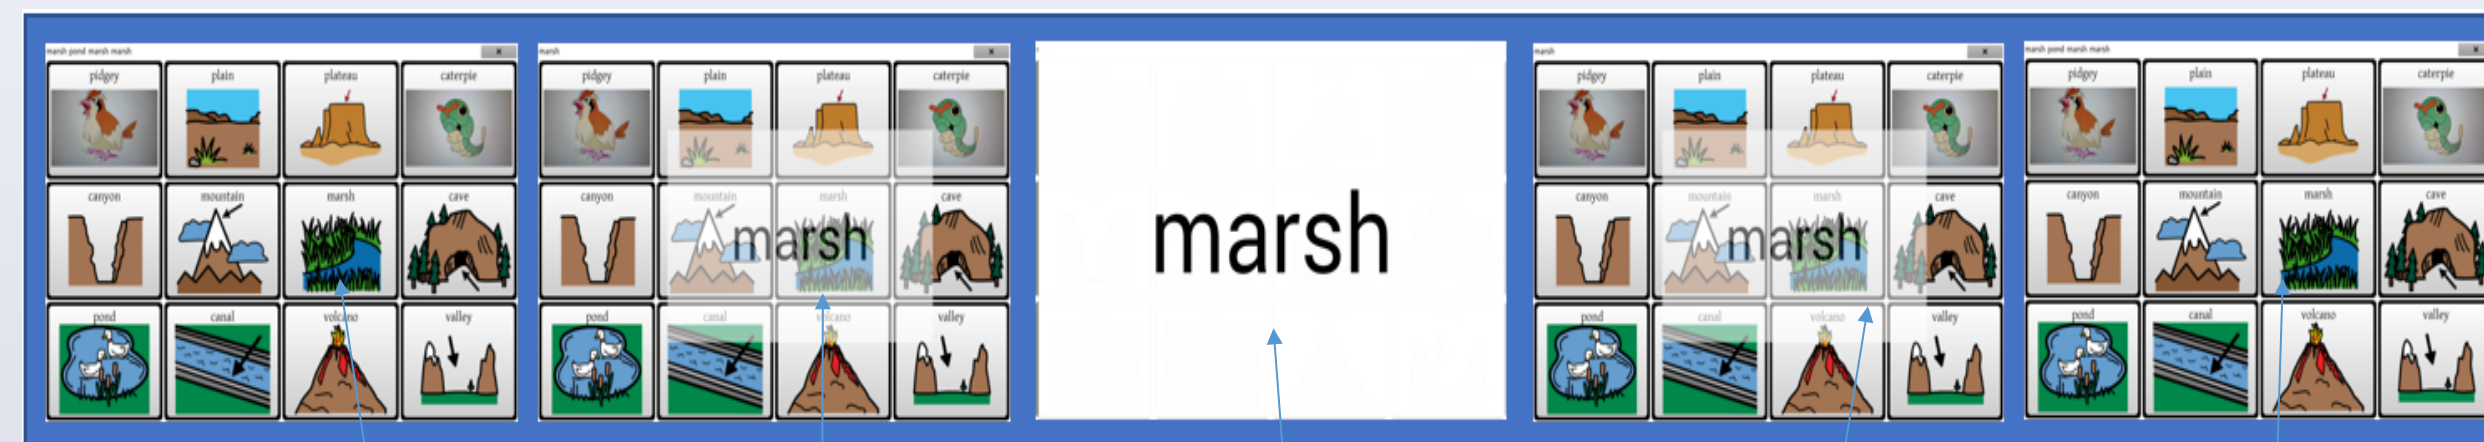 marsh pond marsh marsh x
pidgey plain plateau caterpie
canyon mountain marsh cave
pond canal volcano valley
marsh x
pidgey plain plateau caterpie
canyon mountain marsh cave
marsh
pond canal volcano valley
marsh
marsh x
pidgey plain plateau caterpie
canyon mountain marsh cave
marsh
pond canal volcano valley
marsh pond marsh marsh x
pidgey plain plateau caterpie
canyon mountain marsh cave
pond canal volcano valley